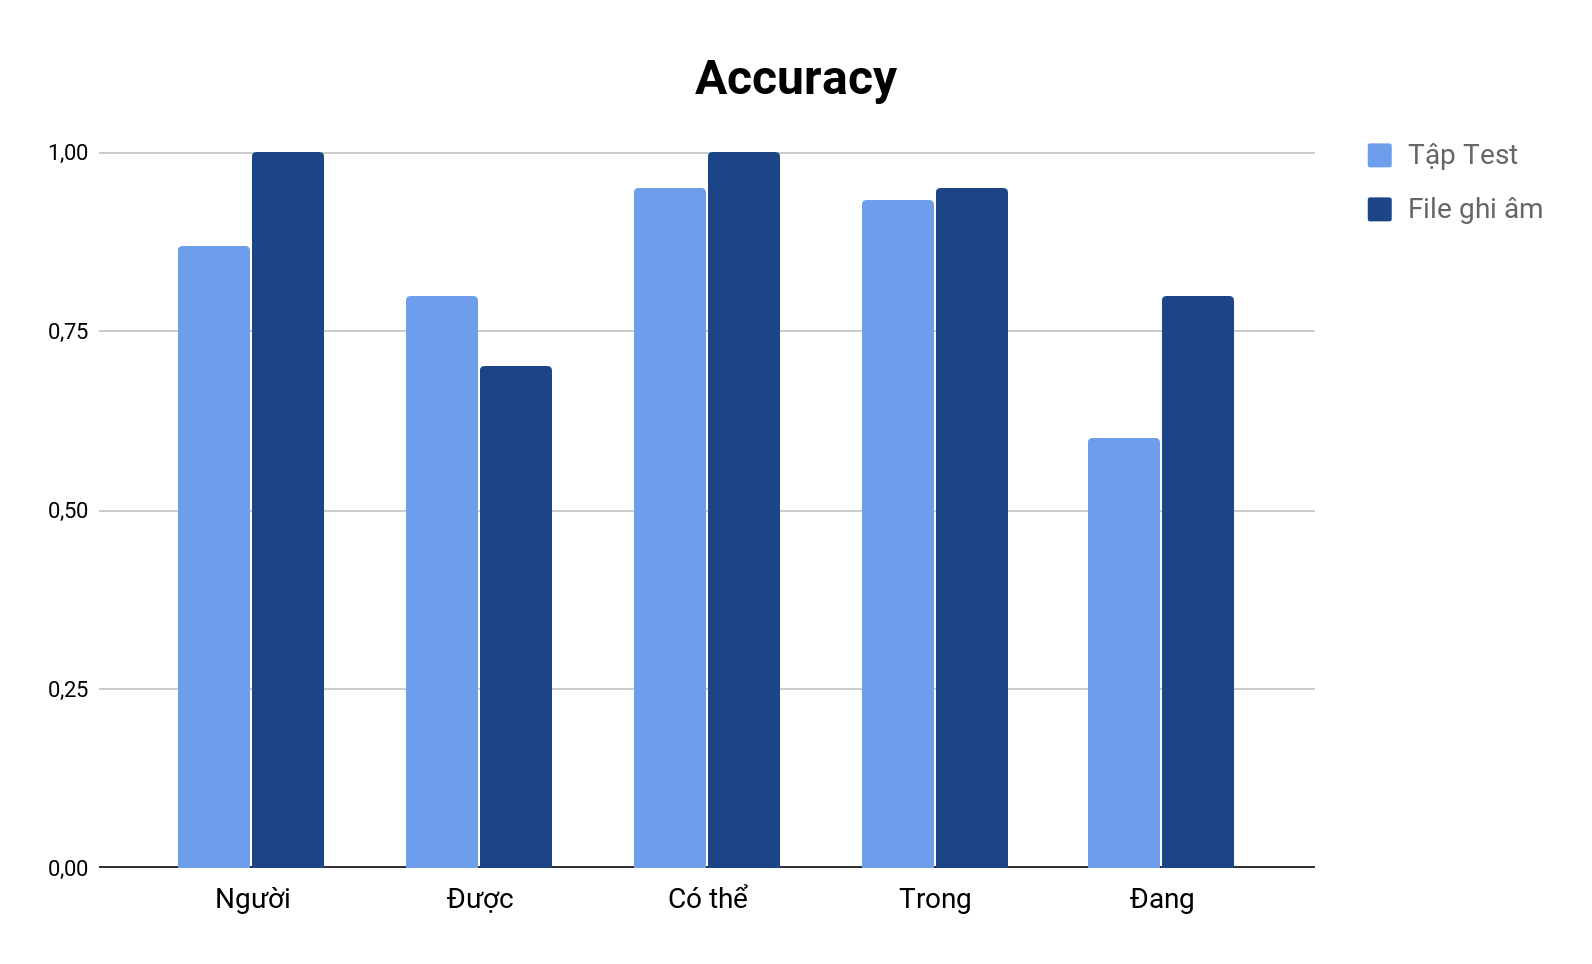 Accuracy
1,00
0,75
0,50
0,25
0,00
Người
Được
Có thể
Trong
Đang
Tập Test
File ghi âm